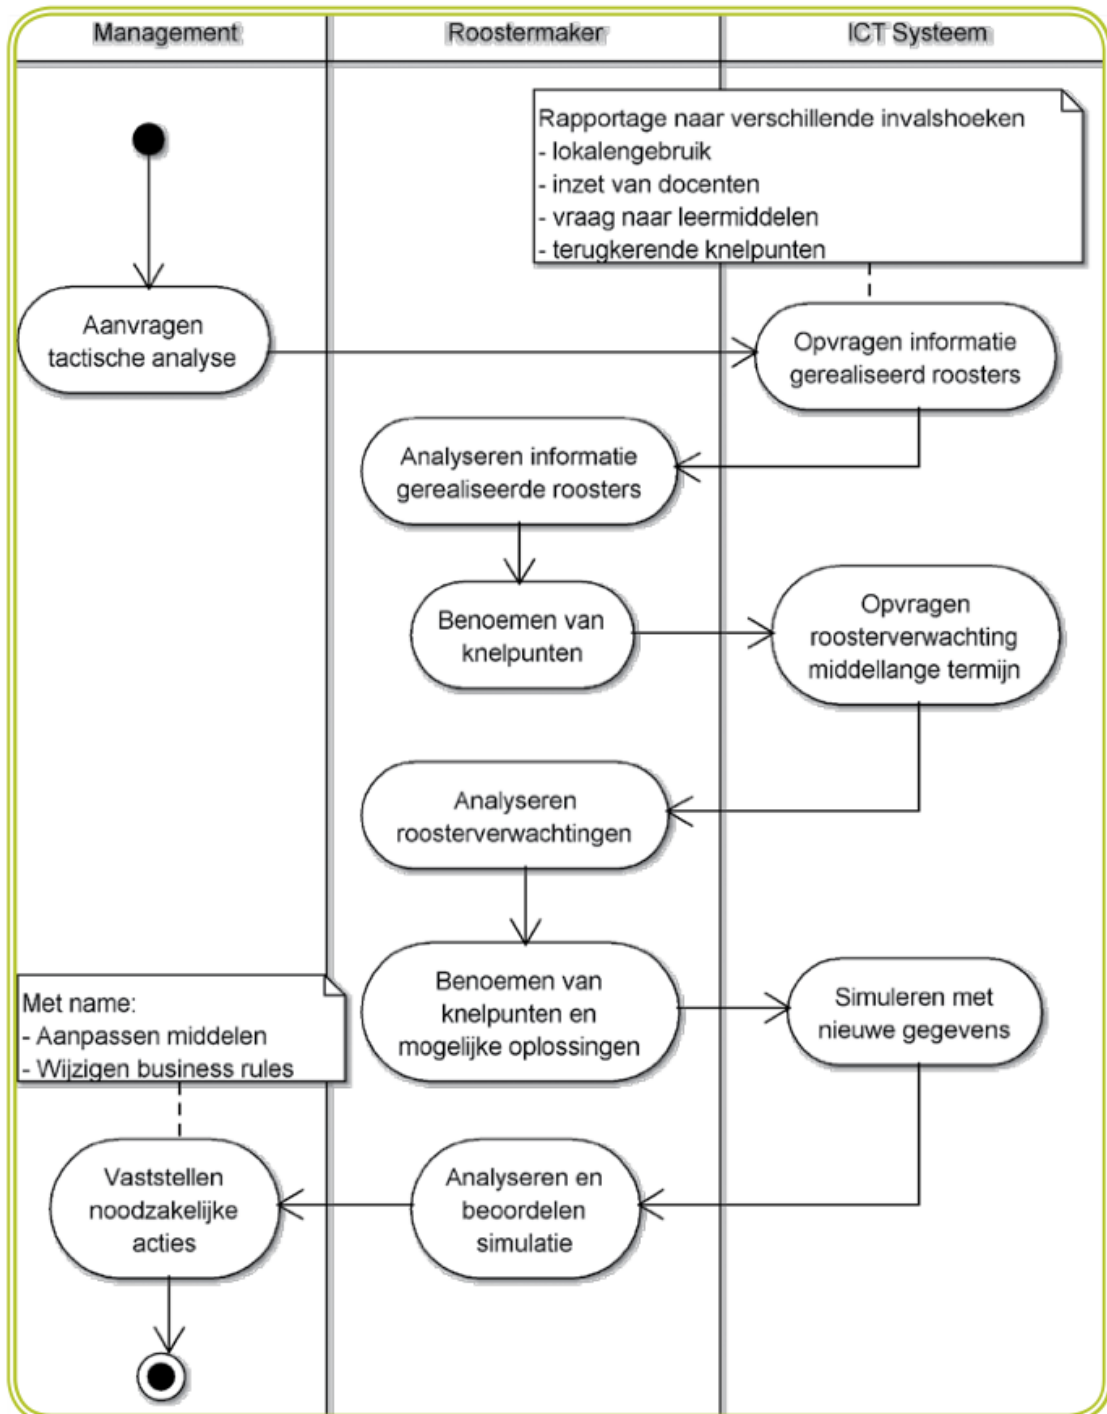 Management
Roostermaker
ICT Systeem
Rapportage naar verschillende invalshoeken
- lokalengebruik
- inzet van docenten
- vraag naar leermiddelen
- terugkerende knelpunten
Aanvragen
tactische analyse
Opvragen informatie
gerealiseerd roosters
Analyseren informatie
gerealiseerde roosters
Benoemen van
knelpunten
Opvragen
roosterverwachting
middellange termijn
Analyseren
roosterverwachtingen
Benoemen van
knelpunten en
mogelijke oplossingen
Simuleren met
nieuwe gegevens
Met name:
- Aanpassen middelen
- Wijzigen business rules
Analyseren en
beoordelen
simulatie
Vaststellen
noodzakelijke
acties